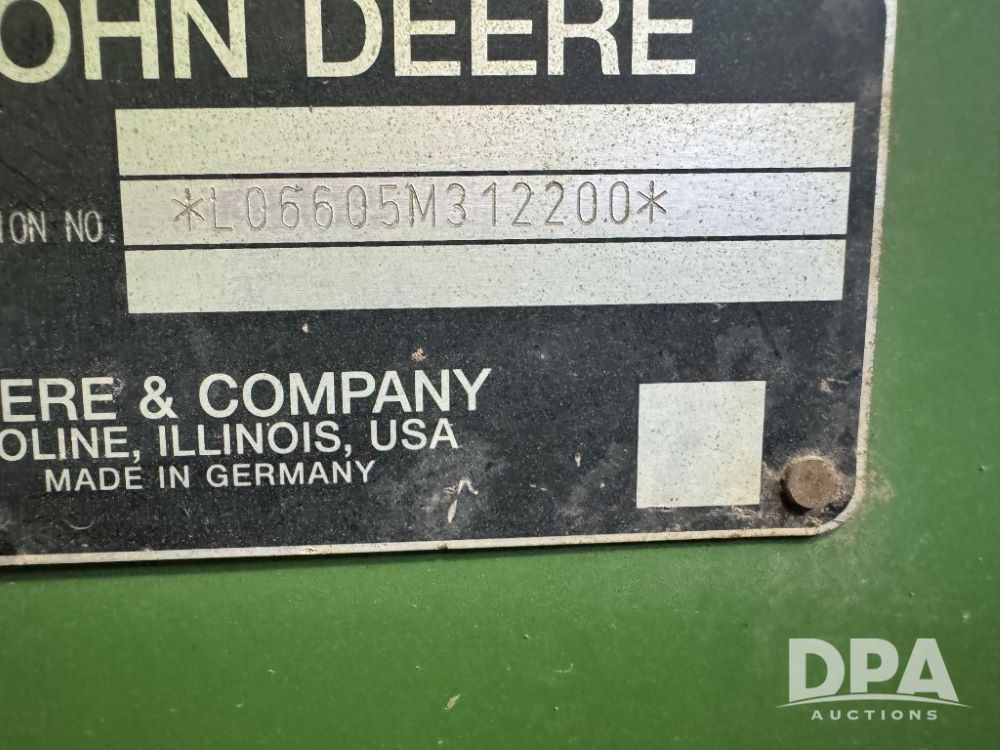 OHN DEERE
ION NO.
*L06605M312200*
ERE & COMPANY
OLINE, ILLINOIS, USA
MADE IN GERMANY
DPA
AUCTIONS